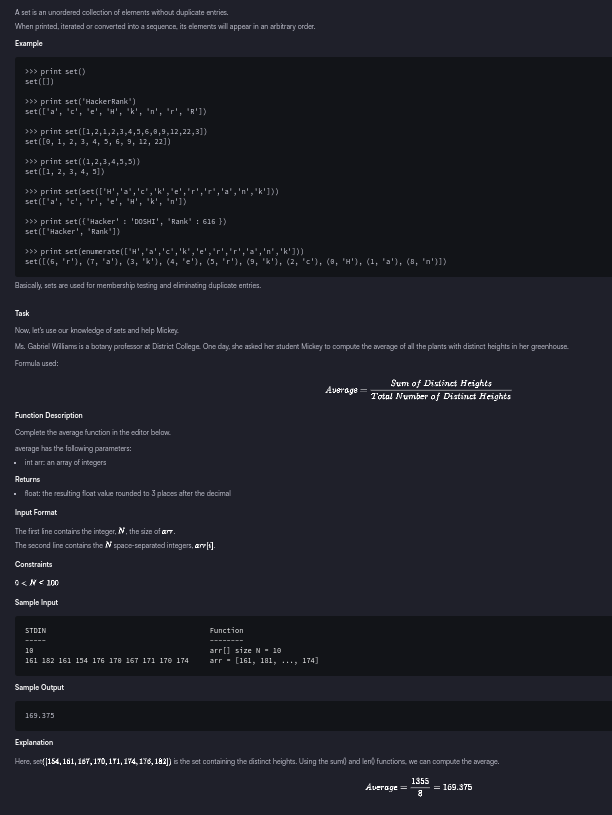 A set is an unordered collection of elements without duplicate entries.
When printed, iterated or converted into a sequence, its elements will appear in an arbitrary order.
Example
>>> print set()
set([])
>>> print set('HackerRank')
set(['a', 'c', 'e', 'H', 'k', 'n', 'r', 'R'])
>>> print set([1,2,1,2,3,4,5,6,0,9,12,22,3])
set([0, 1, 2, 3, 4, 5, 6, 9, 12, 22])
>>> print set((1,2,3,4,5,5))
set([1, 2, 3, 4, 5])
>>> print set(set(['H','a','c','k','e','r','r','a','n','k']))
set(['a', 'c', 'r', 'e', 'H', 'k', 'n'])
>>> print set({'Hacker' : 'DOSHI', 'Rank' : 616 })
set(['Hacker', 'Rank'])
>>> print set(enumerate(['H','a','c','k','e','r','r','a','n','k']))
set([(6, 'r'), (7, 'a'), (3, 'k'), (4, 'e'), (5, 'r'), (9, 'k'), (2, 'c'), (0, 'H'), (1, 'a'), (8, 'n')])
Basically, sets are used for membership testing and eliminating duplicate entries.
Task
Now, let's use our knowledge of sets and help Mickey.
Ms. Gabriel Williams is a botany professor at District College. One day, she asked her student Mickey to compute the average of all the plants with distinct heights in her greenhouse.
Formula used:
Average = Sum of Distinct Heights / Total Number of Distinct Heights
Function Description
Complete the average function in the editor below.
average has the following parameters:
• int arr: an array of integers
Returns
• float: the resulting float value rounded to 3 places after the decimal
Input Format
The first line contains the integer, N, the size of arr.
The second line contains the N space-separated integers, arr[i].
Constraints
0 < N ≤ 100
Sample Input
STDIN Function
----- --------
10 arr[] size N = 10
161 182 161 154 176 170 167 171 170 174 arr = [161, 181, ..., 174]
Sample Output
169.375
Explanation
Here, set([154, 161, 167, 170, 171, 174, 176, 182]) is the set containing the distinct heights. Using the sum() and len() functions, we can compute the average.
Average = 1355 / 8 = 169.375